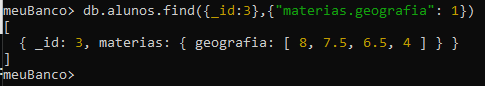 meuBanco> db.alunos.find({_id:3},{"materias.geografia": 1})
[
  { _id: 3, materias: { geografia: [ 8, 7.5, 6.5, 4 ] } }
]
meuBanco>